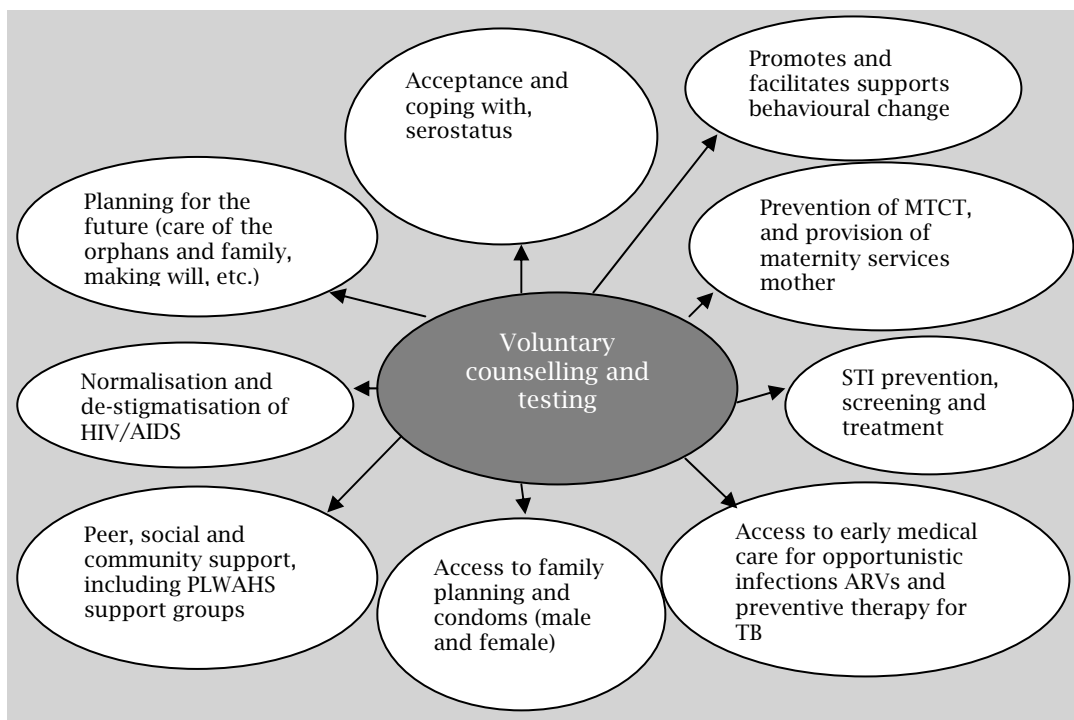 Acceptance and
coping with,
serostatus
Promotes and
facilitates supports
behavioural change
Planning for the
future (care of the
orphans and family,
making will, etc.)
Prevention of MTCT,
and provision of
maternity services
mother
Voluntary
counselling and
testing
Normalisation and
de-stigmatisation of
HIV/AIDS
STI prevention,
screening and
treatment
Peer, social and
community support,
including PLWAHS
support groups
Access to family
planning and
condoms (male
and female)
Access to early medical
care for opportunistic
infections ARVs and
preventive therapy for
TB